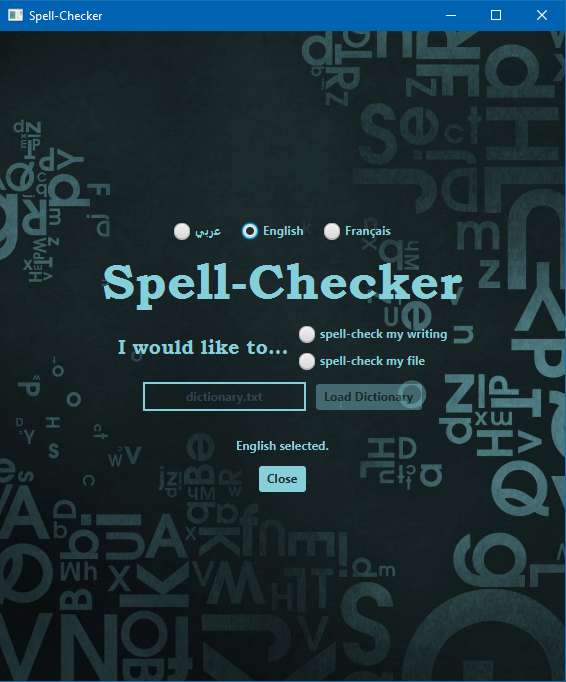 Spell-Checker
عربي English Français
Spell-Checker
I would like to...
spell-check my writing
spell-check my file
dictionary.txt Load Dictionary
English selected.
Close